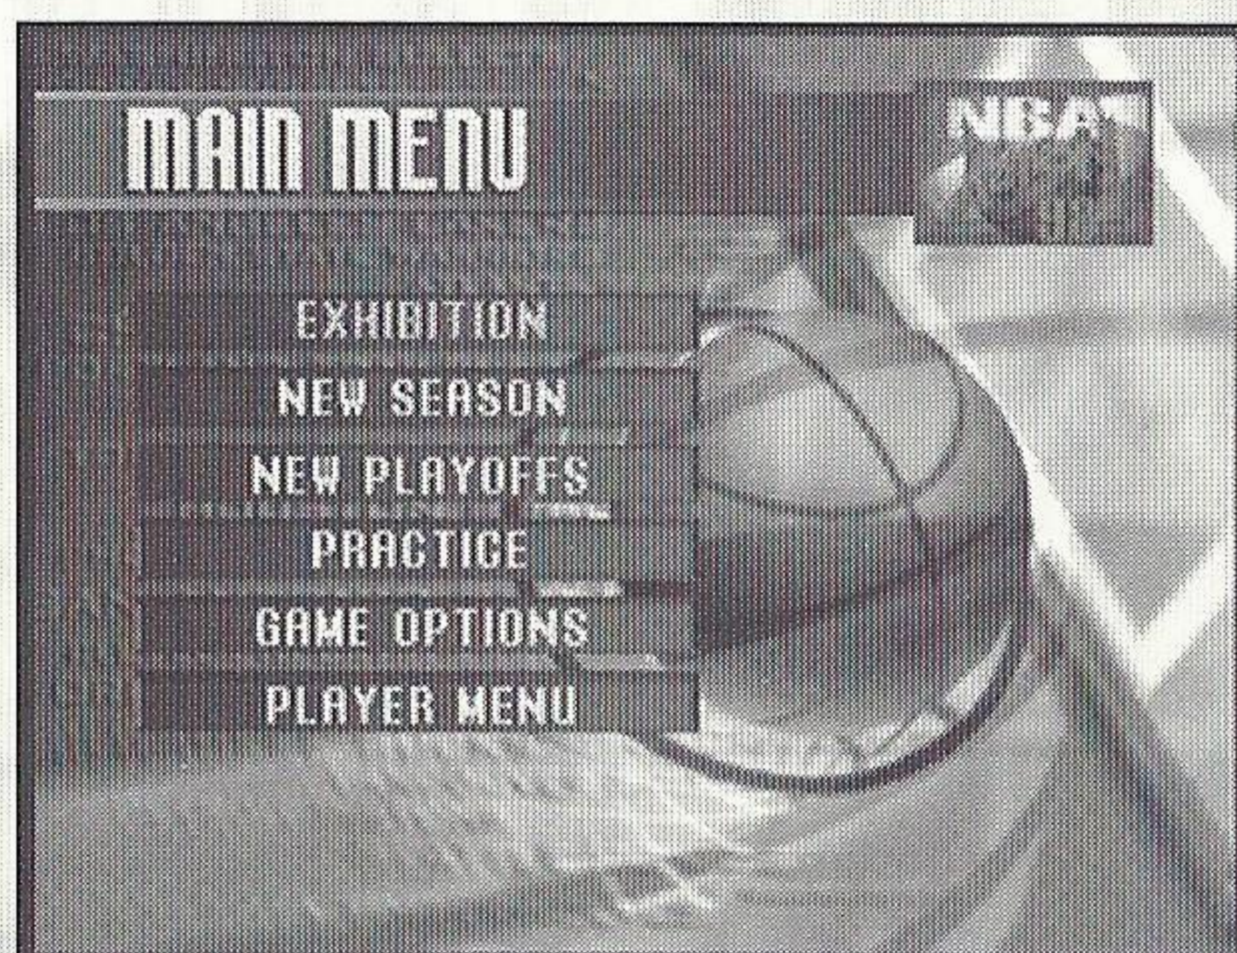 MAIN MENU
NBA
EXHIBITION
NEW SEASON
NEW PLAYOFFS
PRACTICE
GAME OPTIONS
PLAYER MENU